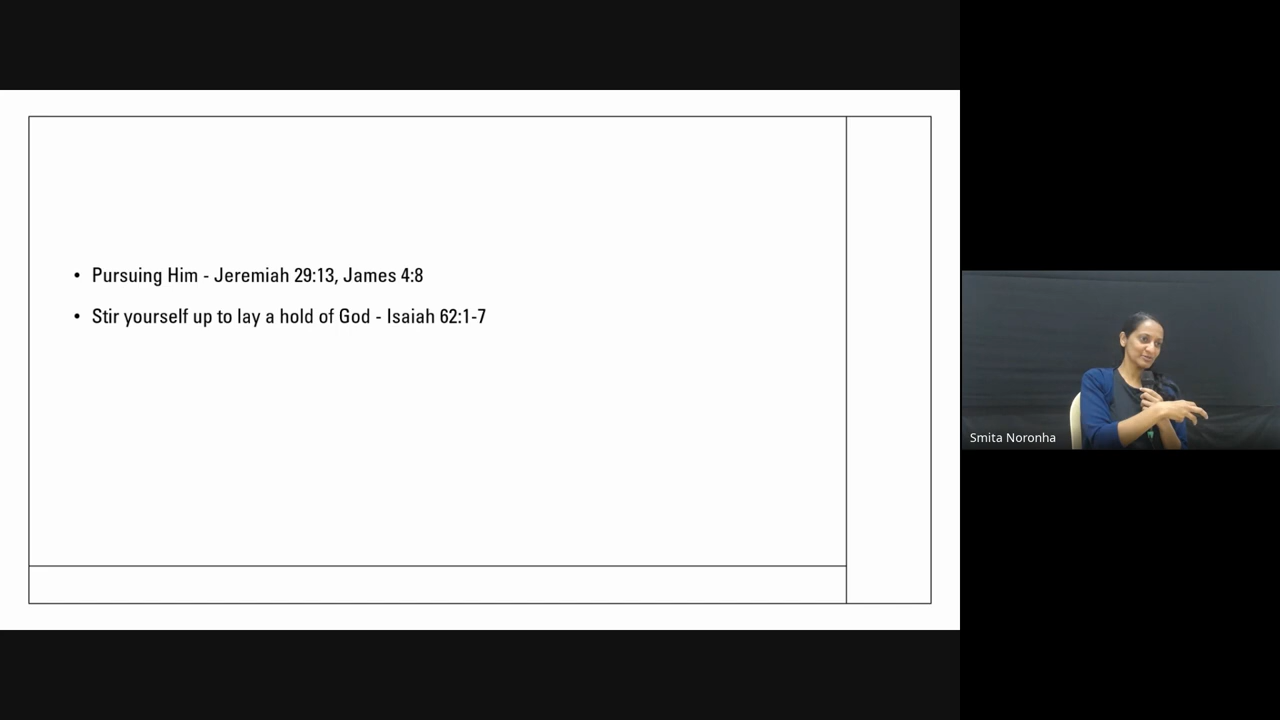 • Pursuing Him - Jeremiah 29:13, James 4:8
• Stir yourself up to lay a hold of God - Isaiah 62:1-7
Smita Noronha